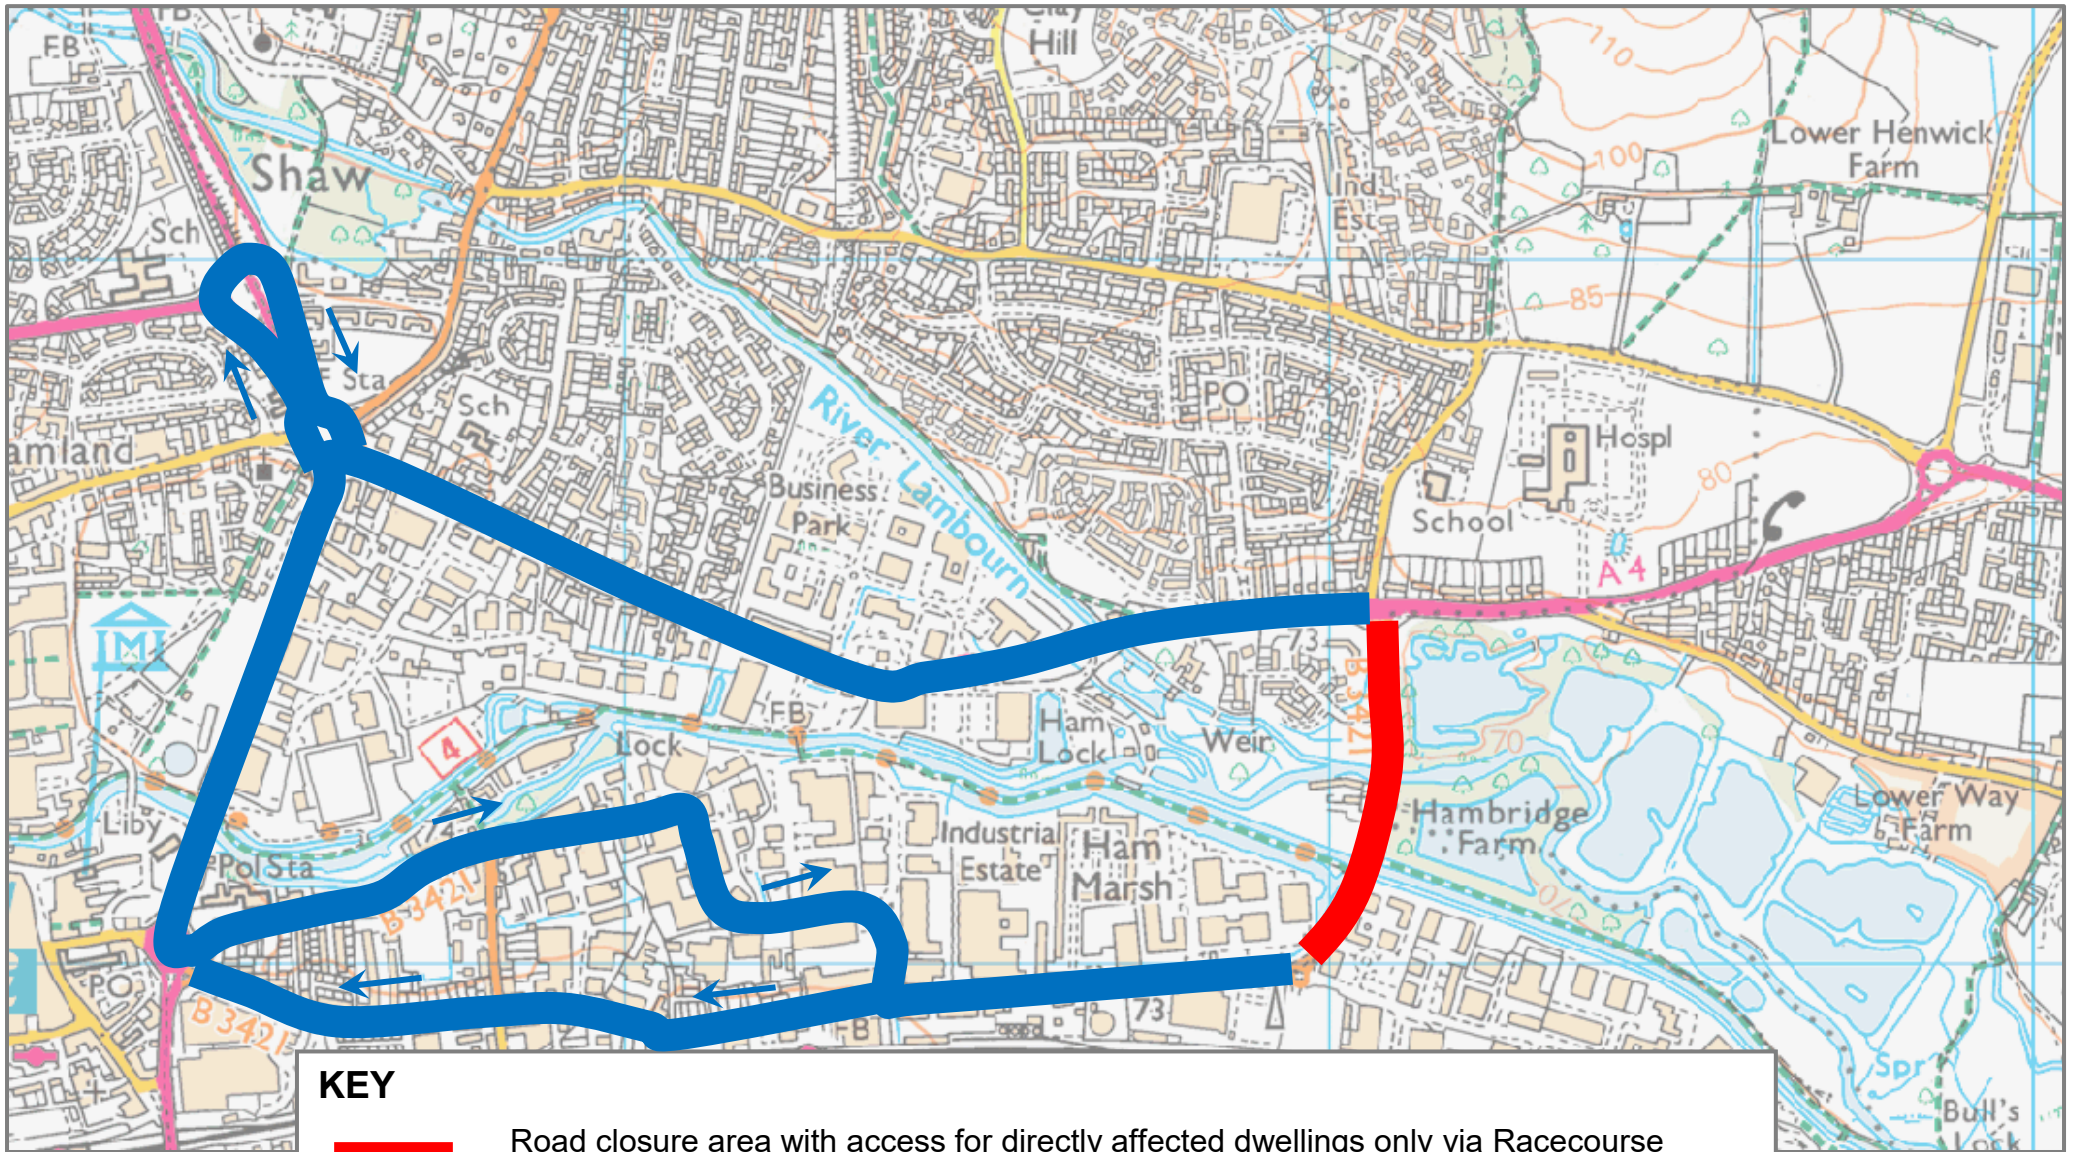 FB
FB
Clay
Hill
110
Lower Henwick
Farm
100
Shaw
Ind
Est
Sch
85
Sta
PO
Sch
Hospl
amland
River Lambourn
80
Business
Park
School
A 4
73
B 3421
4
FB
Ham
Lock
Weir
70
Lock
Hambridge
Farm
Lower Way
Farm
Liby
Industrial
Estate
Ham
Marsh
Pol Sta
B 3421
70
PO
B 3421
73
FB
Spr
Bull's
Lock
KEY
Road closure area with access for directly affected dwellings only via Racecourse